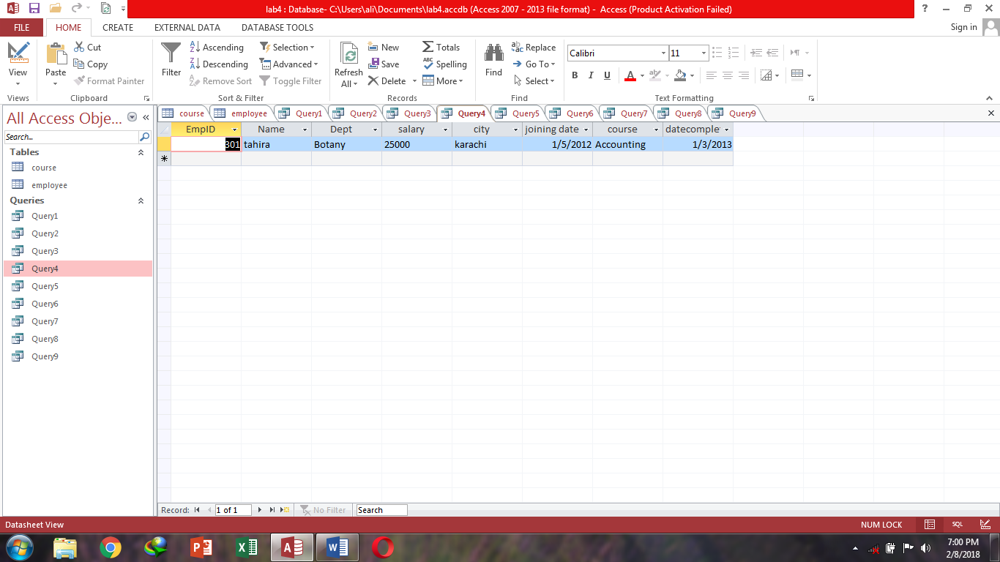 lab4 : Database- C:\Users\ali\Documents\lab4.accdb (Access 2007 - 2013 file format) - Access (Product Activation Failed)
FILE HOME CREATE EXTERNAL DATA DATABASE TOOLS Sign in
View
Views
Paste
Cut
Copy
Format Painter
Clipboard
Filter
Ascending
Descending
Remove Sort
Selection
Advanced
Toggle Filter
Sort & Filter
Refresh
All
New
Save
Delete
Totals
Spelling
More
Records
Find
Replace
Go To
Select
Find
Calibri 11
B I U A
Text Formatting
All Access Obje...
Search...
Tables
course
employee
Queries
Query1
Query2
Query3
Query4
Query5
Query6
Query7
Query8
Query9
course employee Query1 Query2 Query3 Query4 Query5 Query6 Query7 Query8 Query9
EmpID Name Dept salary city joining date course datecomple
301 tahira Botany 25000 karachi 1/5/2012 Accounting 1/3/2013
Record: 1 of 1 No Filter Search
Datasheet View NUM LOCK SQL
7:00 PM
2/8/2018